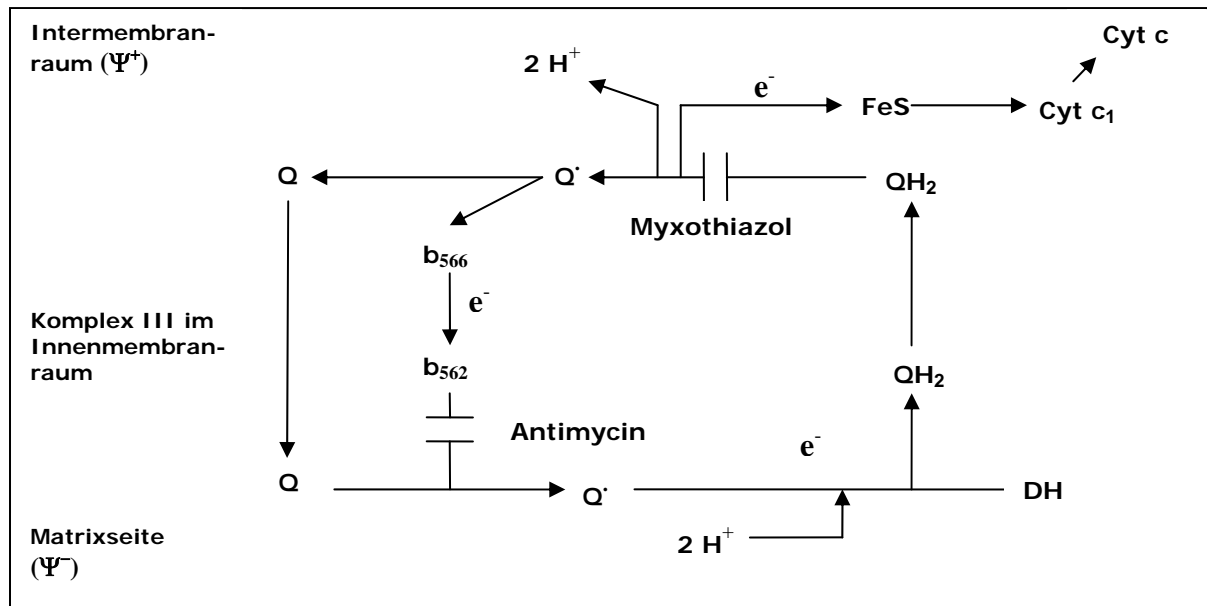 Intermembran-
raum (Ψ⁺)
Cyt c
2 H⁺
e⁻
FeS
Cyt c₁
Q
Q·
QH₂
Myxothiazol
b₅₆₆
e⁻
Komplex III im
Innenmembran-
raum
b₅₆₂
QH₂
Antimycin
e⁻
Q
Q·
DH
2 H⁺
Matrixseite
(Ψ⁻)